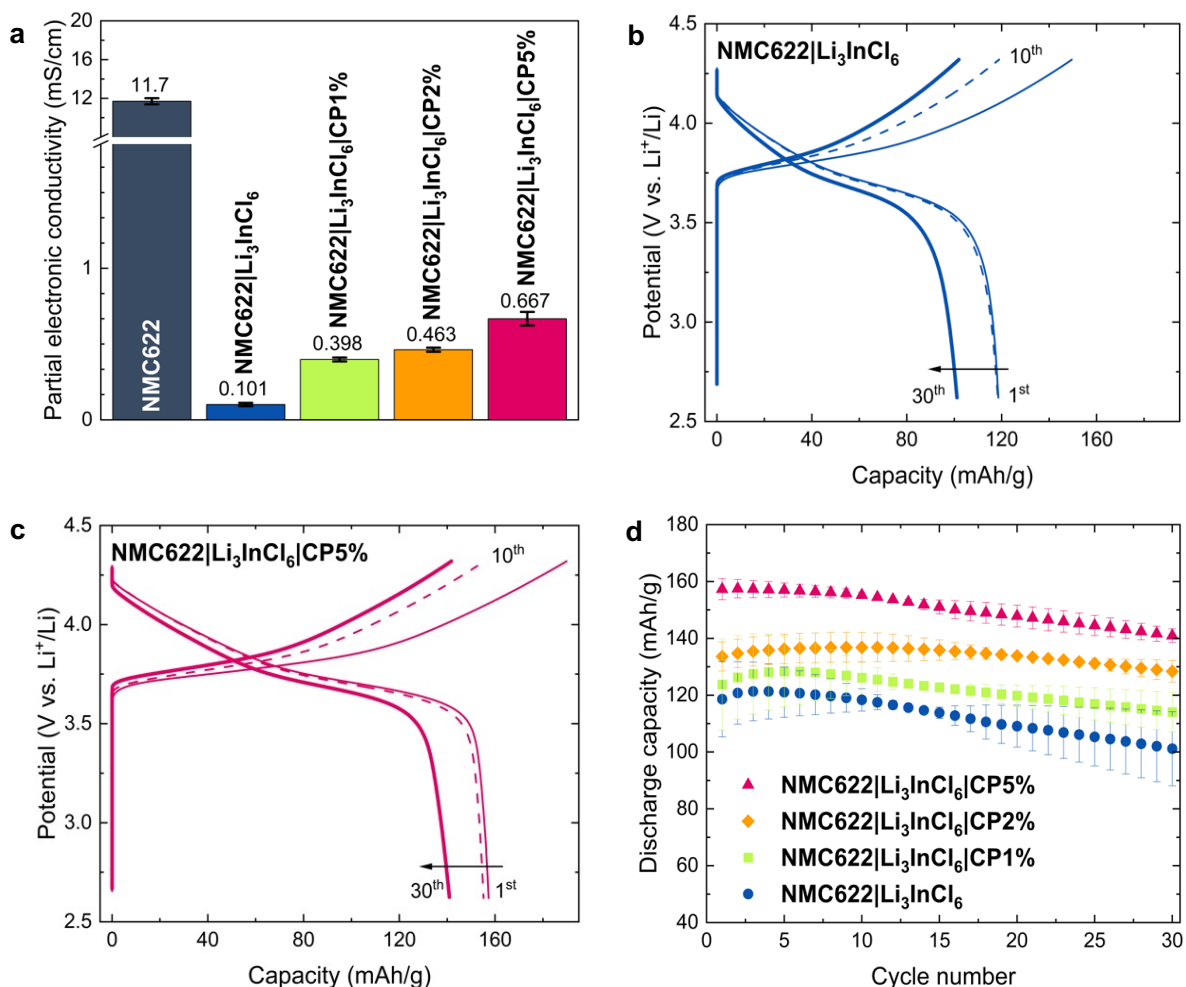 a
Partial electronic conductivity (mS/cm)
16
12
1
0
11.7
NMC622
0.101
NMC622|Li₃InCl₆
0.398
NMC622|Li₃InCl₆|CP1%
0.463
NMC622|Li₃InCl₆|CP2%
0.667
NMC622|Li₃InCl₆|CP5%
b
NMC622|Li₃InCl₆
10ᵗʰ
Potential (V vs. Li⁺/Li)
4.5
4.0
3.5
3.0
2.5
30ᵗʰ
1ˢᵗ
0 40 80 120 160
Capacity (mAh/g)
c
NMC622|Li₃InCl₆|CP5%
10ᵗʰ
Potential (V vs. Li⁺/Li)
4.5
4.0
3.5
3.0
2.5
30ᵗʰ
1ˢᵗ
0 40 80 120 160
Capacity (mAh/g)
d
Discharge capacity (mAh/g)
180
160
140
120
100
80
60
40
NMC622|Li₃InCl₆|CP5%
NMC622|Li₃InCl₆|CP2%
NMC622|Li₃InCl₆|CP1%
NMC622|Li₃InCl₆
0 5 10 15 20 25 30
Cycle number